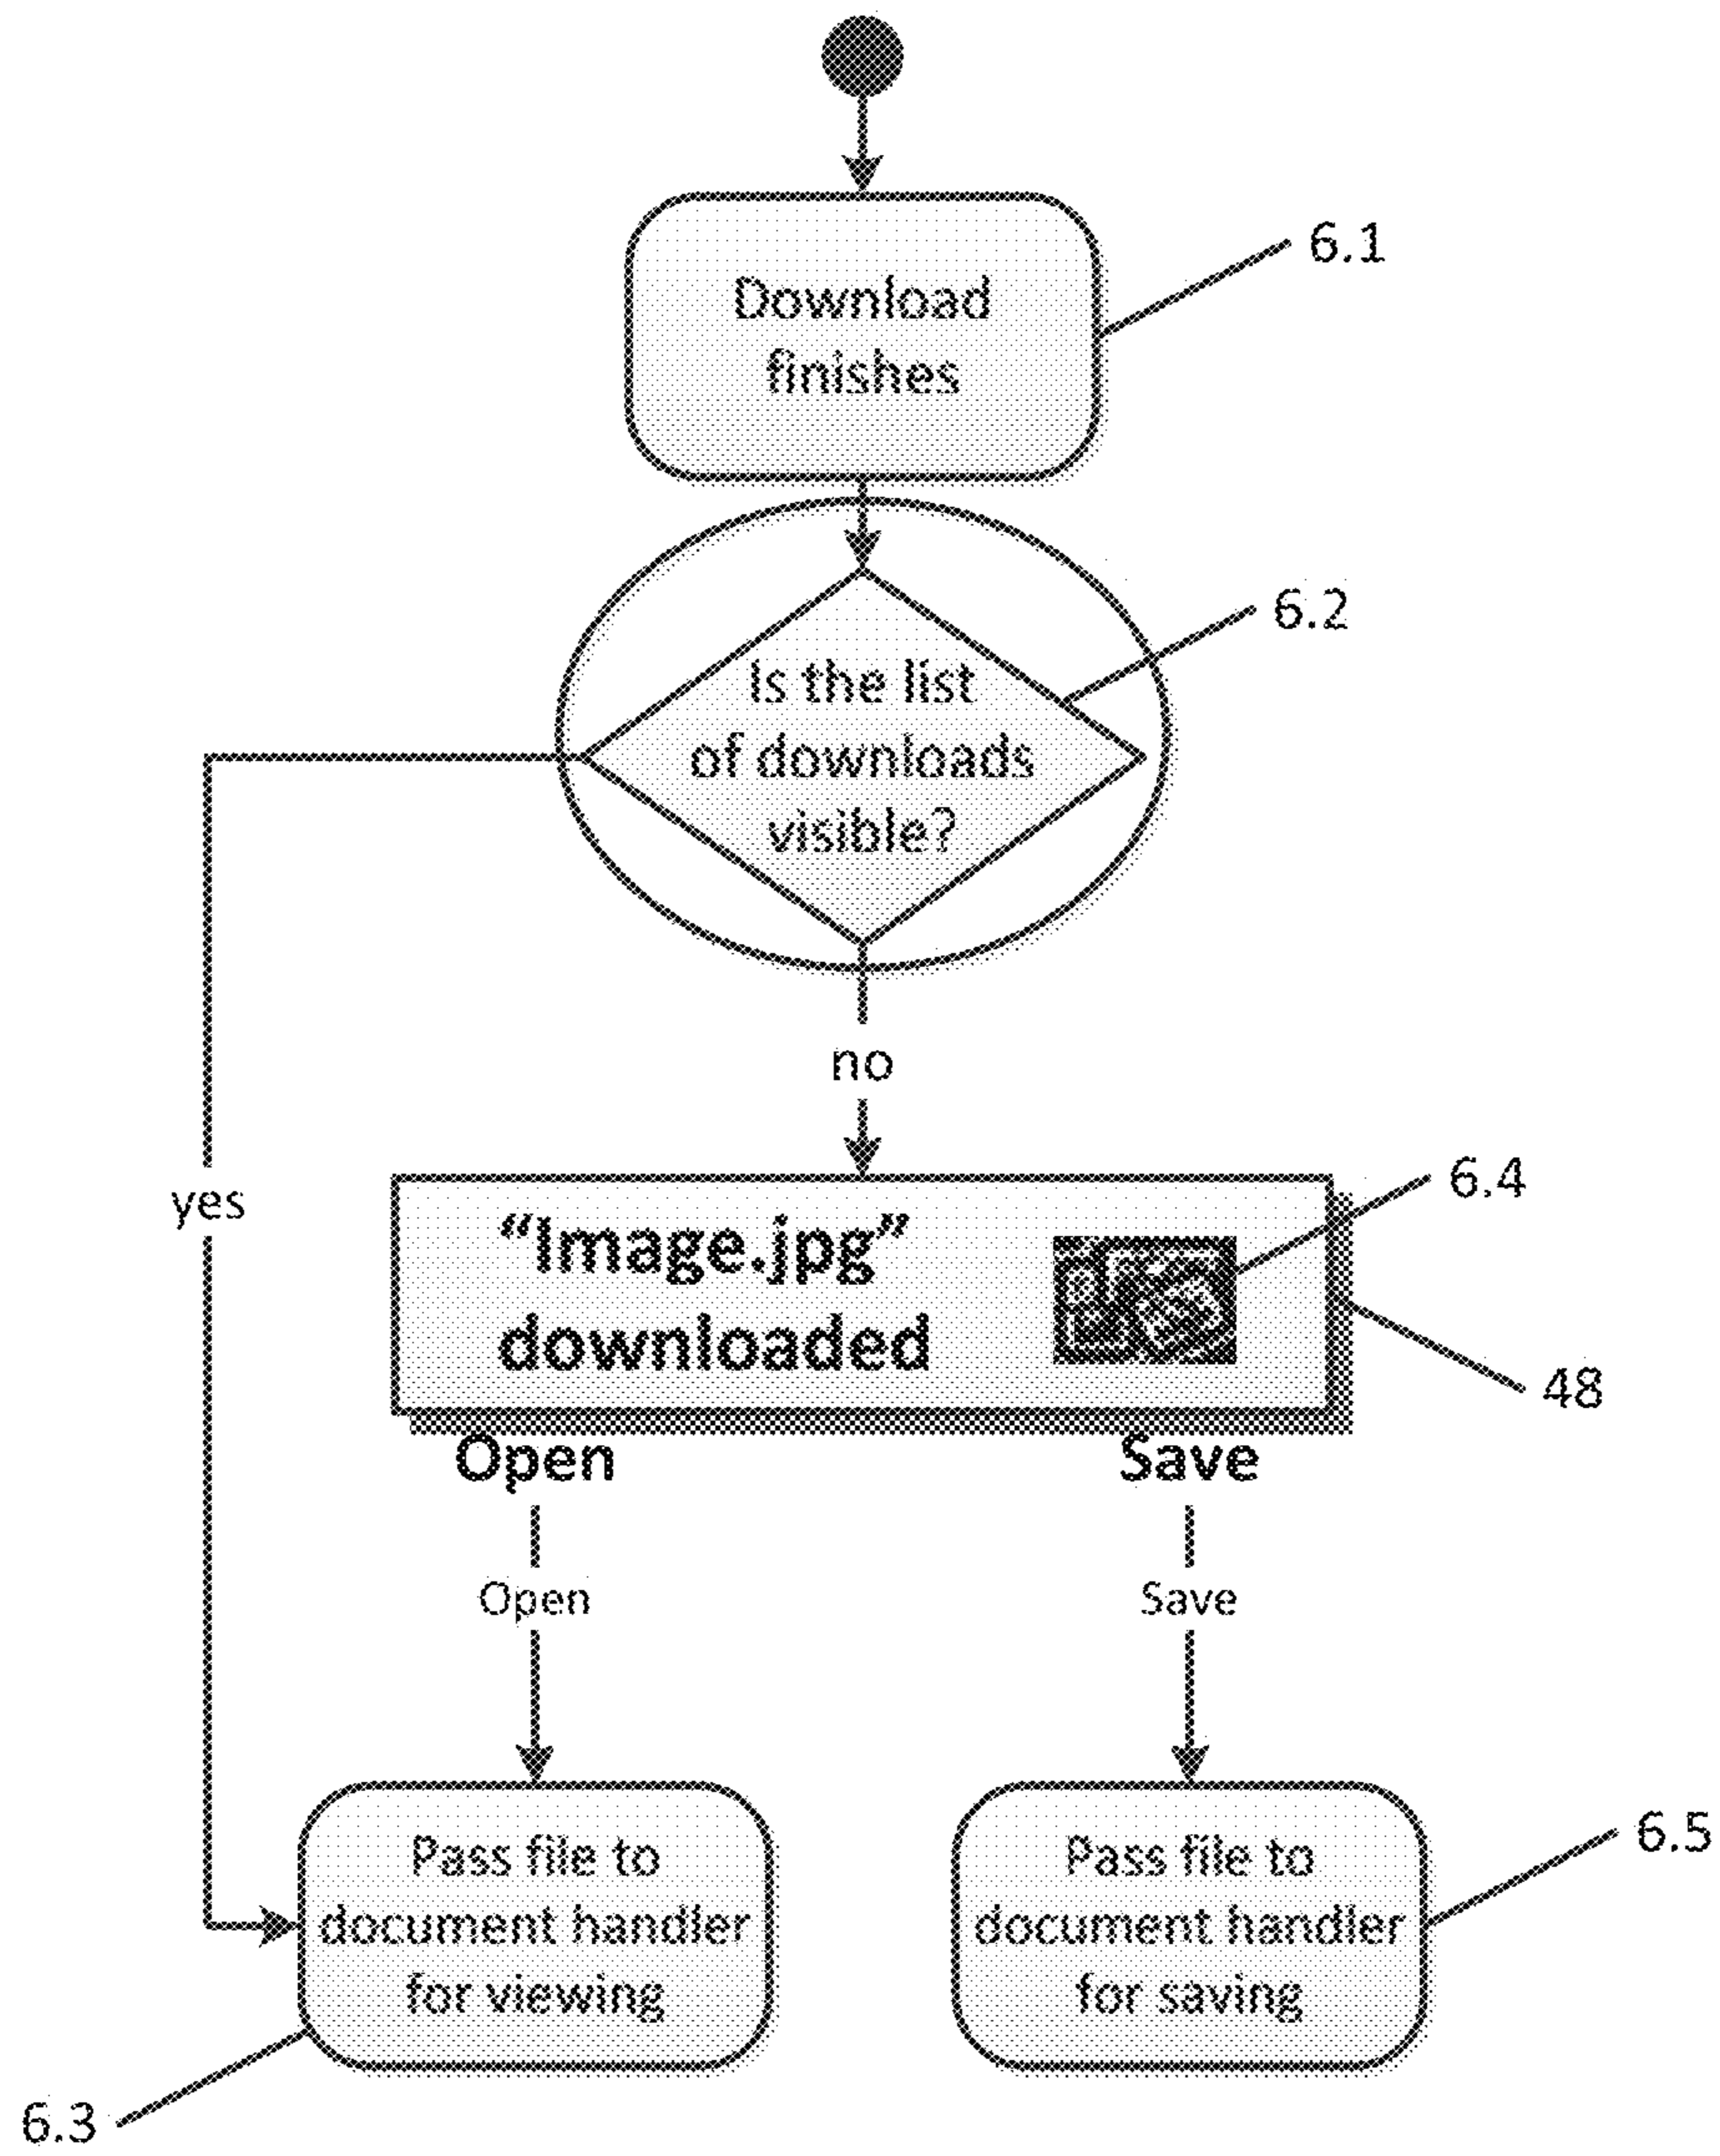 Download
finishes
6.1
Is the list
of downloads
visible?
6.2
no
yes
“Image.jpg”
downloaded
6.4
48
Open
Save
Open
Save
Pass file to
document handler
for viewing
Pass file to
document handler
for saving
6.5
6.3